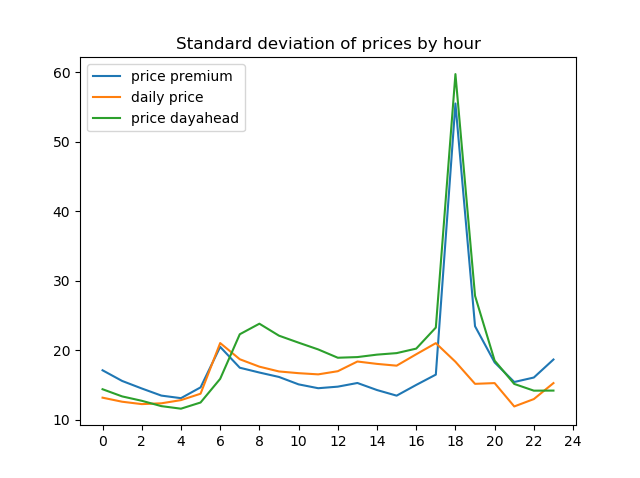 Standard deviation of prices by hour
price premium
daily price
price dayahead
60
50
40
30
20
10
0 2 4 6 8 10 12 14 16 18 20 22 24